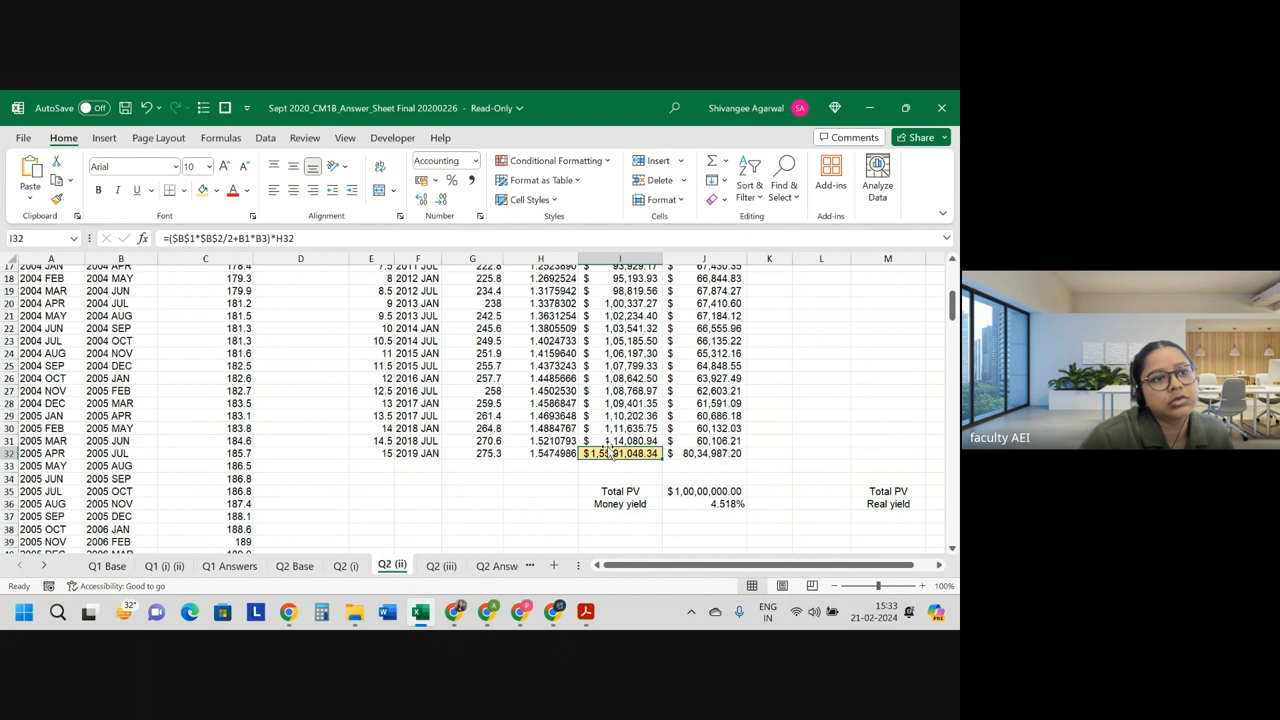 AutoSave Off Sept 2020_CM1B_Answer_Sheet Final 20200226 - Read-Only Shivangee Agarwal SA
File Home Insert Page Layout Formulas Data Review View Developer Help Comments Share
Arial 10 Accounting Conditional Formatting Insert
Paste Format as Table Delete Sort & Filter Find & Select Add-ins Analyze Data
B I U A Cell Styles Format
Clipboard Font Alignment Number Styles Cells Editing Add-ins
I32 =($B$1*$B$2/2+B1*B3)*H32
A B C D E F G H I J K L M
17 2004 JAN 2004 APR 178.4 7.5 2011 JUL 222.8 1.2523890 $ 93,929.17 $ 67,430.35
18 2004 FEB 2004 MAY 179.3 8 2012 JAN 225.8 1.2692524 $ 95,193.93 $ 66,844.83
19 2004 MAR 2004 JUN 179.9 8.5 2012 JUL 234.4 1.3175942 $ 98,819.56 $ 67,874.27
20 2004 APR 2004 JUL 181.2 9 2013 JAN 238 1.3378302 $ 1,00,337.27 $ 67,410.60
21 2004 MAY 2004 AUG 181.5 9.5 2013 JUL 242.5 1.3631254 $ 1,02,234.40 $ 67,184.12
22 2004 JUN 2004 SEP 181.3 10 2014 JAN 245.6 1.3805509 $ 1,03,541.32 $ 66,555.96
23 2004 JUL 2004 OCT 181.3 10.5 2014 JUL 249.5 1.4024733 $ 1,05,185.50 $ 66,135.22
24 2004 AUG 2004 NOV 181.6 11 2015 JAN 251.9 1.4159640 $ 1,06,197.30 $ 65,312.16
25 2004 SEP 2004 DEC 182.5 11.5 2015 JUL 255.7 1.4373243 $ 1,07,799.33 $ 64,848.55
26 2004 OCT 2005 JAN 182.6 12 2016 JAN 257.7 1.4485666 $ 1,08,642.50 $ 63,927.49
27 2004 NOV 2005 FEB 182.7 12.5 2016 JUL 258 1.4502530 $ 1,08,768.97 $ 62,603.21
28 2004 DEC 2005 MAR 183.5 13 2017 JAN 259.5 1.4586847 $ 1,09,401.35 $ 61,591.09
29 2005 JAN 2005 APR 183.1 13.5 2017 JUL 261.4 1.4693648 $ 1,10,202.36 $ 60,686.18
30 2005 FEB 2005 MAY 183.8 14 2018 JAN 264.8 1.4884767 $ 1,11,635.75 $ 60,132.03
31 2005 MAR 2005 JUN 184.6 14.5 2018 JUL 270.6 1.5210793 $ 1,14,080.94 $ 60,106.21
32 2005 APR 2005 JUL 185.7 15 2019 JAN 275.3 1.5474986 $ 80,34,987.20
33 2005 MAY 2005 AUG 186.5
34 2005 JUN 2005 SEP 186.8
35 2005 JUL 2005 OCT 186.8 Total PV $ 1,00,00,000.00 Total PV
36 2005 AUG 2005 NOV 187.4 Money yield 4.518% Real yield
37 2005 SEP 2005 DEC 188.1
38 2005 OCT 2006 JAN 188.6
39 2005 NOV 2006 FEB 189
Q1 Base Q1 (i) (ii) Q1 Answers Q2 Base Q2 (i) Q2 (ii) Q2 (iii) Q2 Answ
Ready Accessibility: Good to go 100%
32° L ENG IN 15:33 21-02-2024
faculty AEI